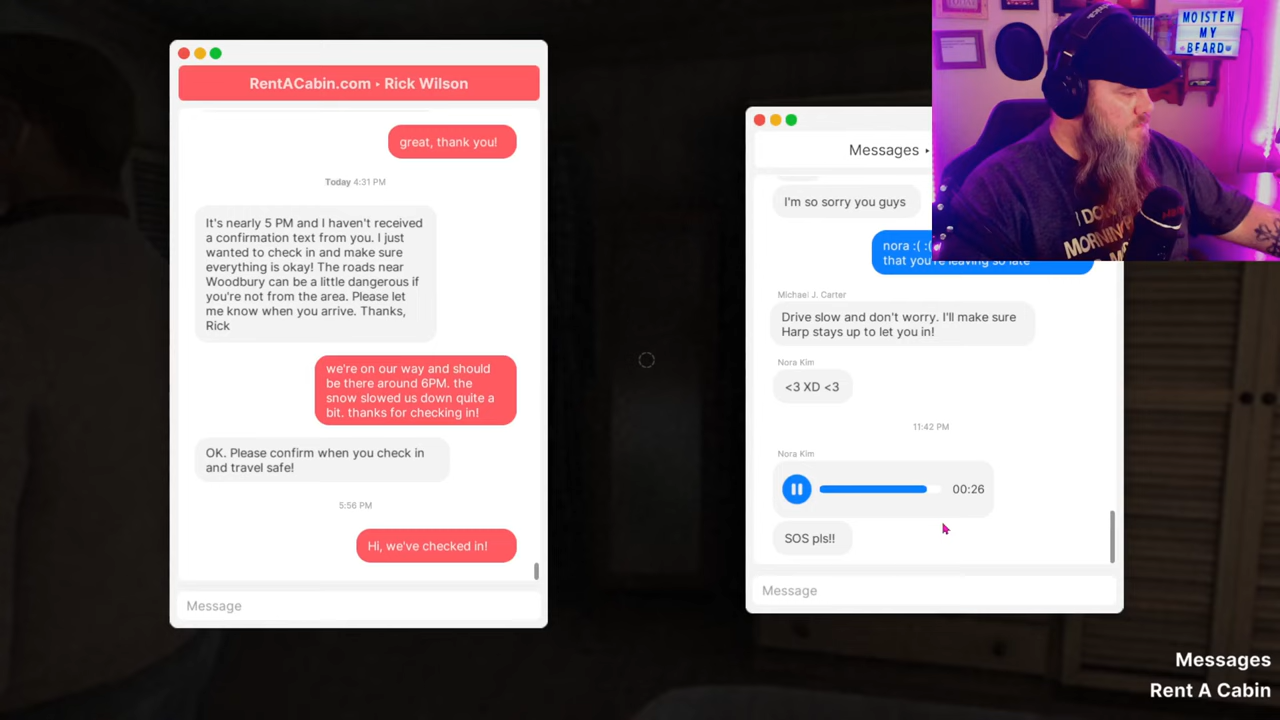 RentACabin.com ▸ Rick Wilson
great, thank you!
Today 4:31 PM
It's nearly 5 PM and I haven't received
a confirmation text from you. I just
wanted to check in and make sure
everything is okay! The roads near
Woodbury can be a little dangerous if
you're not from the area. Please let
me know when you arrive. Thanks,
Rick
we're on our way and should
be there around 6PM. the
snow slowed us down quite a
bit. thanks for checking in!
OK. Please confirm when you check in
and travel safe!
5:56 PM
Hi, we've checked in!
Message
Messages ▸
I'm so sorry you guys
nora :( :(
that you're leaving so late
Michael J. Carter
Drive slow and don't worry. I'll make sure
Harp stays up to let you in!
Nora Kim
<3 XD <3
11:42 PM
Nora Kim
00:26
SOS pls!!
Message
MOISTEN
MY
BEARD
I DON'T
MORNIN
Messages
Rent A Cabin